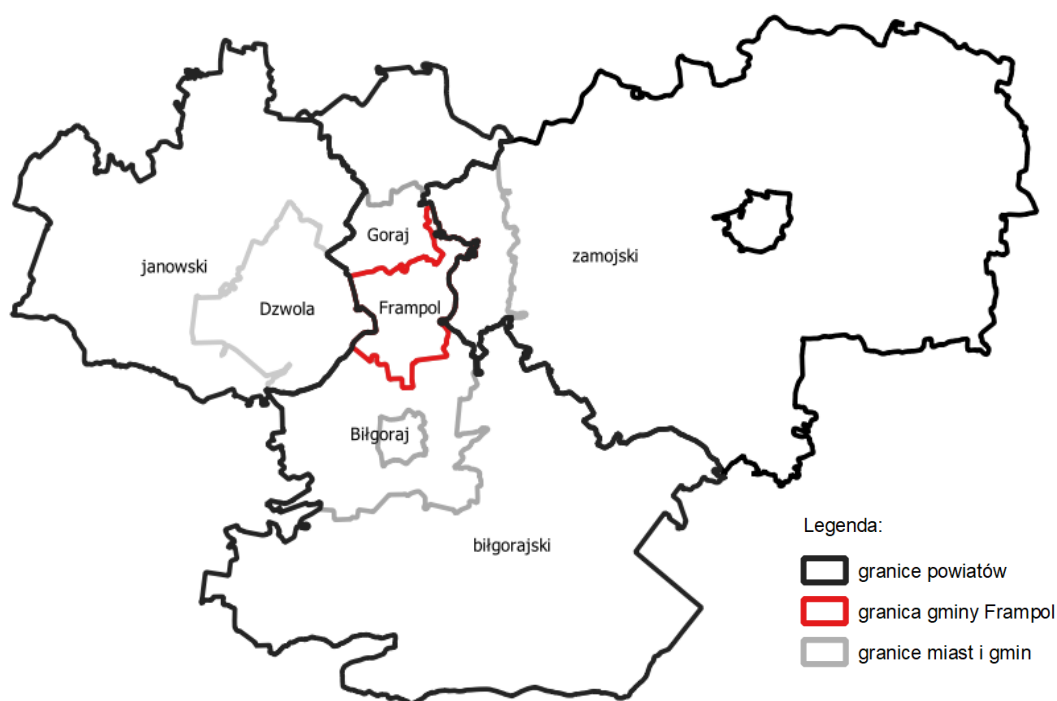 Goraj
zamojski
janowski
Dzwola
Frampol
Biłgoraj
biłgorajski
Legenda:
granice powiatów
granica gminy Frampol
granice miast i gmin